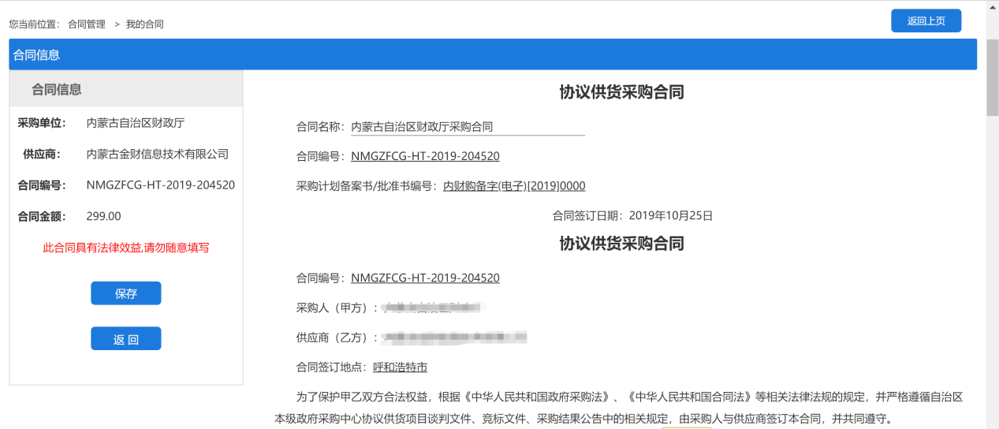 您当前位置： 合同管理 > 我的合同
返回上页
合同信息
合同信息
采购单位： 内蒙古自治区财政厅
供应商： 内蒙古金财信息技术有限公司
合同编号： NMGZFCG-HT-2019-204520
合同金额： 299.00
此合同具有法律效益,请勿随意填写
保存
返 回
协议供货采购合同
合同名称：内蒙古自治区财政厅采购合同
合同编号：NMGZFCG-HT-2019-204520
采购计划备案书/批准书编号：内财购备字(电子)[2019]0000
合同签订日期：2019年10月25日
协议供货采购合同
合同编号：NMGZFCG-HT-2019-204520
采购人（甲方）：
供应商（乙方）：
合同签订地点：呼和浩特市
为了保护甲乙双方合法权益，根据《中华人民共和国政府采购法》、《中华人民共和国合同法》等相关法律法规的规定，并严格遵循自治区
本级政府采购中心协议供货项目谈判文件、竞标文件、采购结果公告中的相关规定，由采购人与供应商签订本合同，并共同遵守。